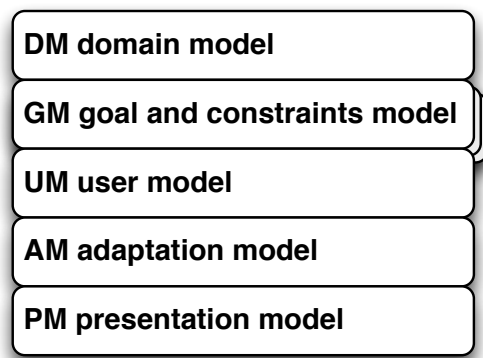 DM domain model
GM goal and constraints model
UM user model
AM adaptation model
PM presentation model